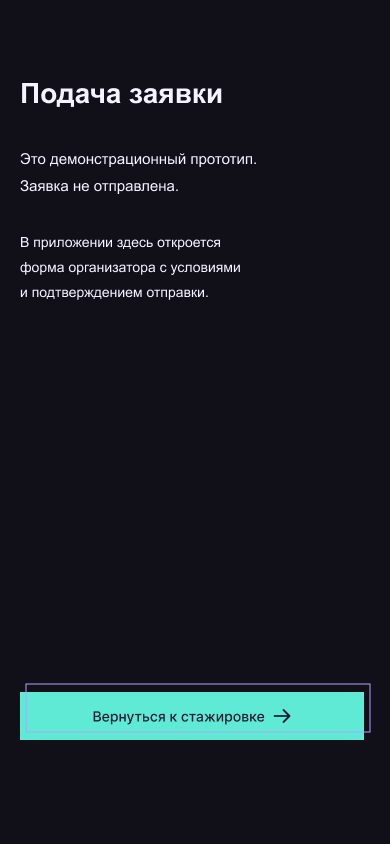 Подача заявки
Это демонстрационный прототип.
Заявка не отправлена.
В приложении здесь откроется
форма организатора с условиями
и подтверждением отправки.
Вернуться к стажировке